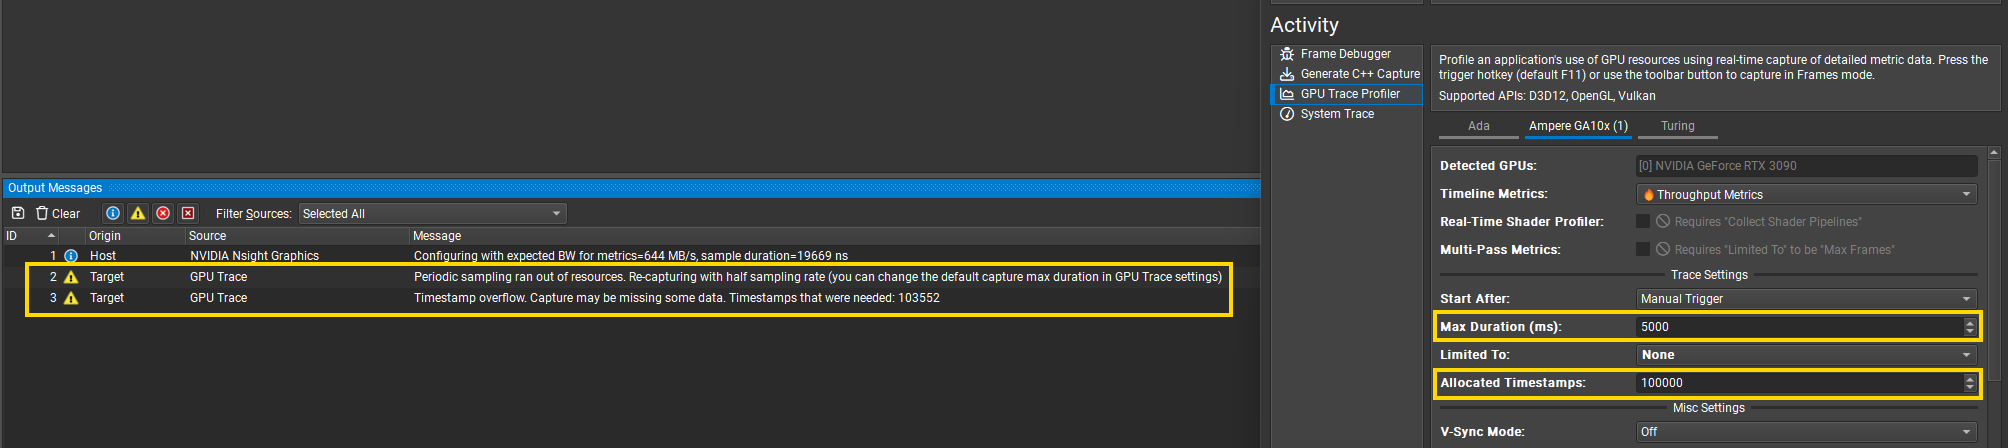 Output Messages
Clear
Filter Sources: Selected All
ID Origin Source Message
1 Host NVIDIA Nsight Graphics Configuring with expected BW for metrics=644 MB/s, sample duration=19669 ns
2 Target GPU Trace Periodic sampling ran out of resources. Re-capturing with half sampling rate (you can change the default capture max duration in GPU Trace settings)
3 Target GPU Trace Timestamp overflow. Capture may be missing some data. Timestamps that were needed: 103552
Activity
Frame Debugger
Generate C++ Capture
GPU Trace Profiler
System Trace
Profile an application's use of GPU resources using real-time capture of detailed metric data. Press the
trigger hotkey (default F11) or use the toolbar button to capture in Frames mode.
Supported APIs: D3D12, OpenGL, Vulkan
Ada Ampere GA10x (1) Turing
Detected GPUs: [0] NVIDIA GeForce RTX 3090
Timeline Metrics: Throughput Metrics
Real-Time Shader Profiler: Requires "Collect Shader Pipelines"
Multi-Pass Metrics: Requires "Limited To" to be "Max Frames"
Trace Settings
Start After: Manual Trigger
Max Duration (ms): 5000
Limited To: None
Allocated Timestamps: 100000
Misc Settings
V-Sync Mode: Off